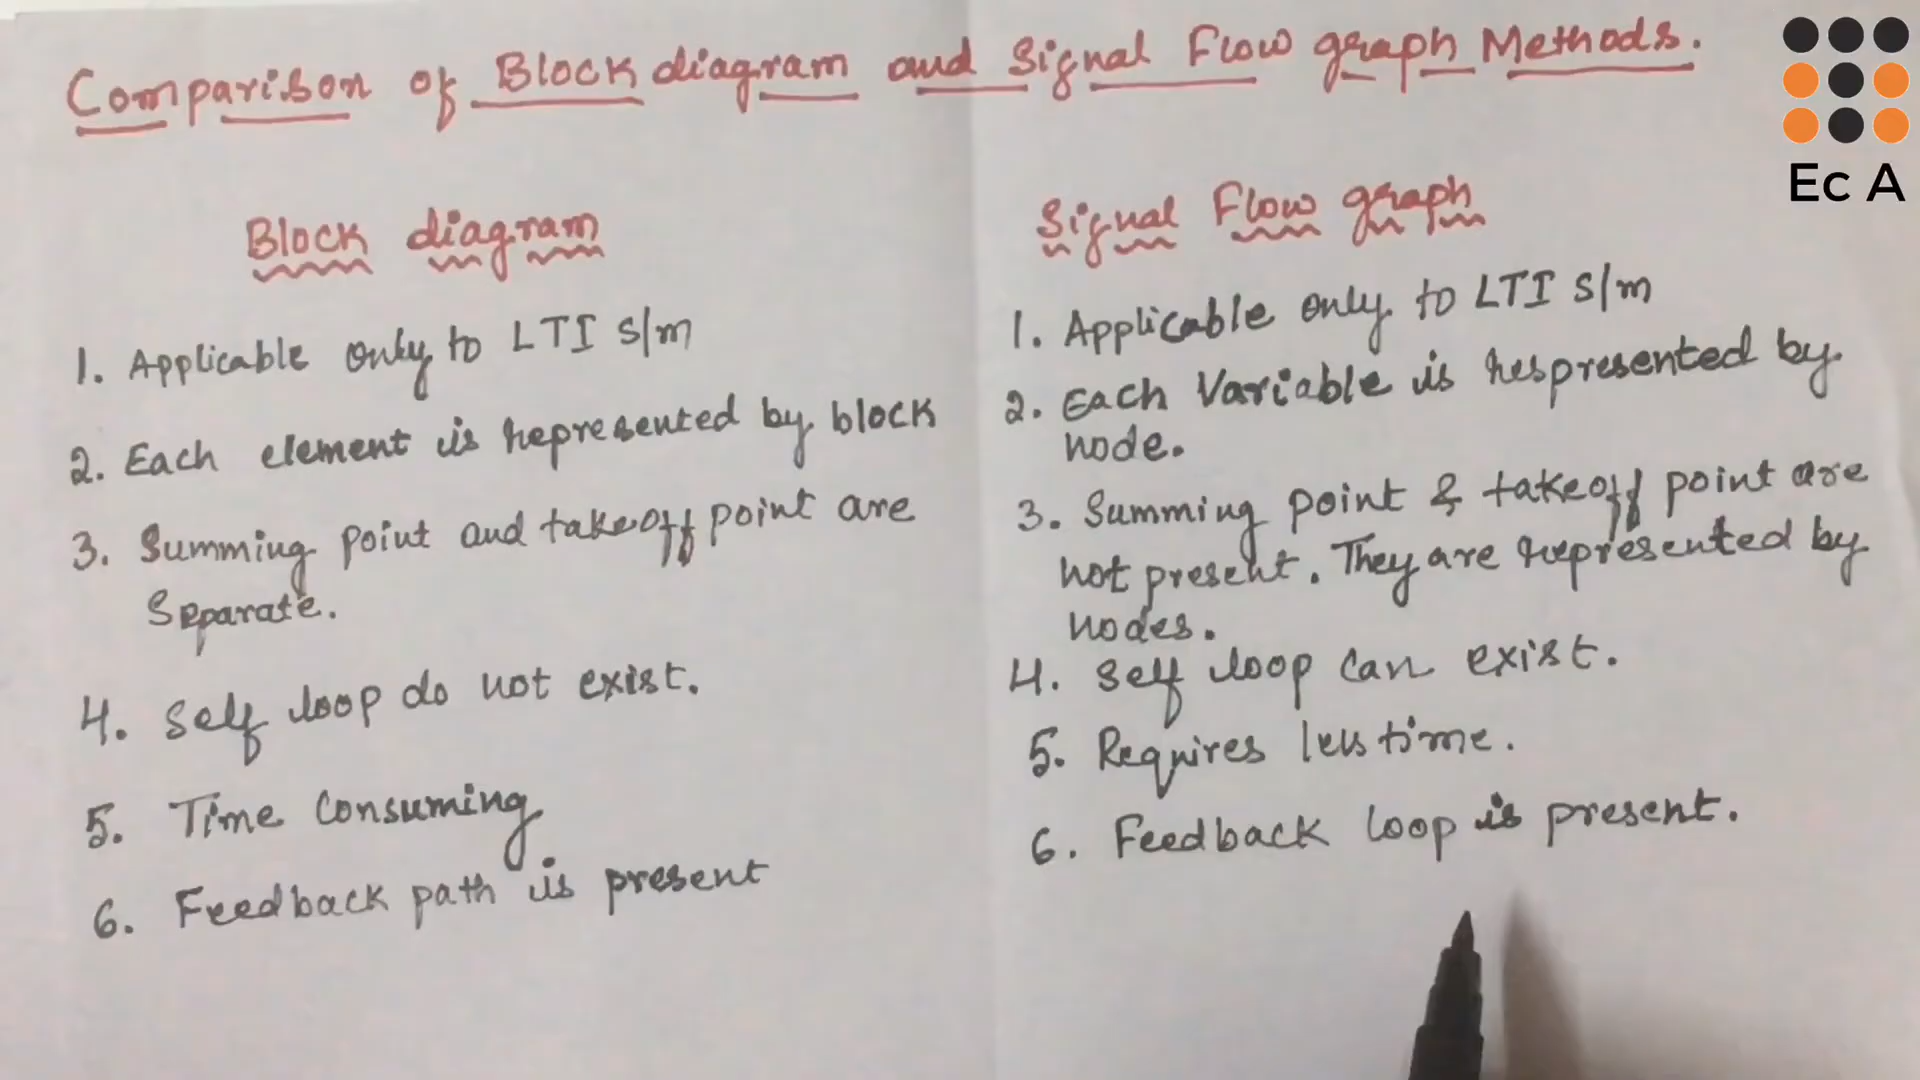 Comparison of Block diagram and Signal Flow graph Methods.
Ec A
Block diagram
1. Applicable only to LTI s/m
2. Each element is represented by block
3. Summing point and takeoff point are
Separate.
4. Self loop do not exist.
5. Time Consuming
6. Feedback path is present
Signal Flow graph
1. Applicable only to LTI s/m
2. Each Variable is respresented by
node.
3. Summing point & takeoff point are
not present. They are represented by
nodes.
4. Self loop can exist.
5. Requires less time.
6. Feedback loop is present.